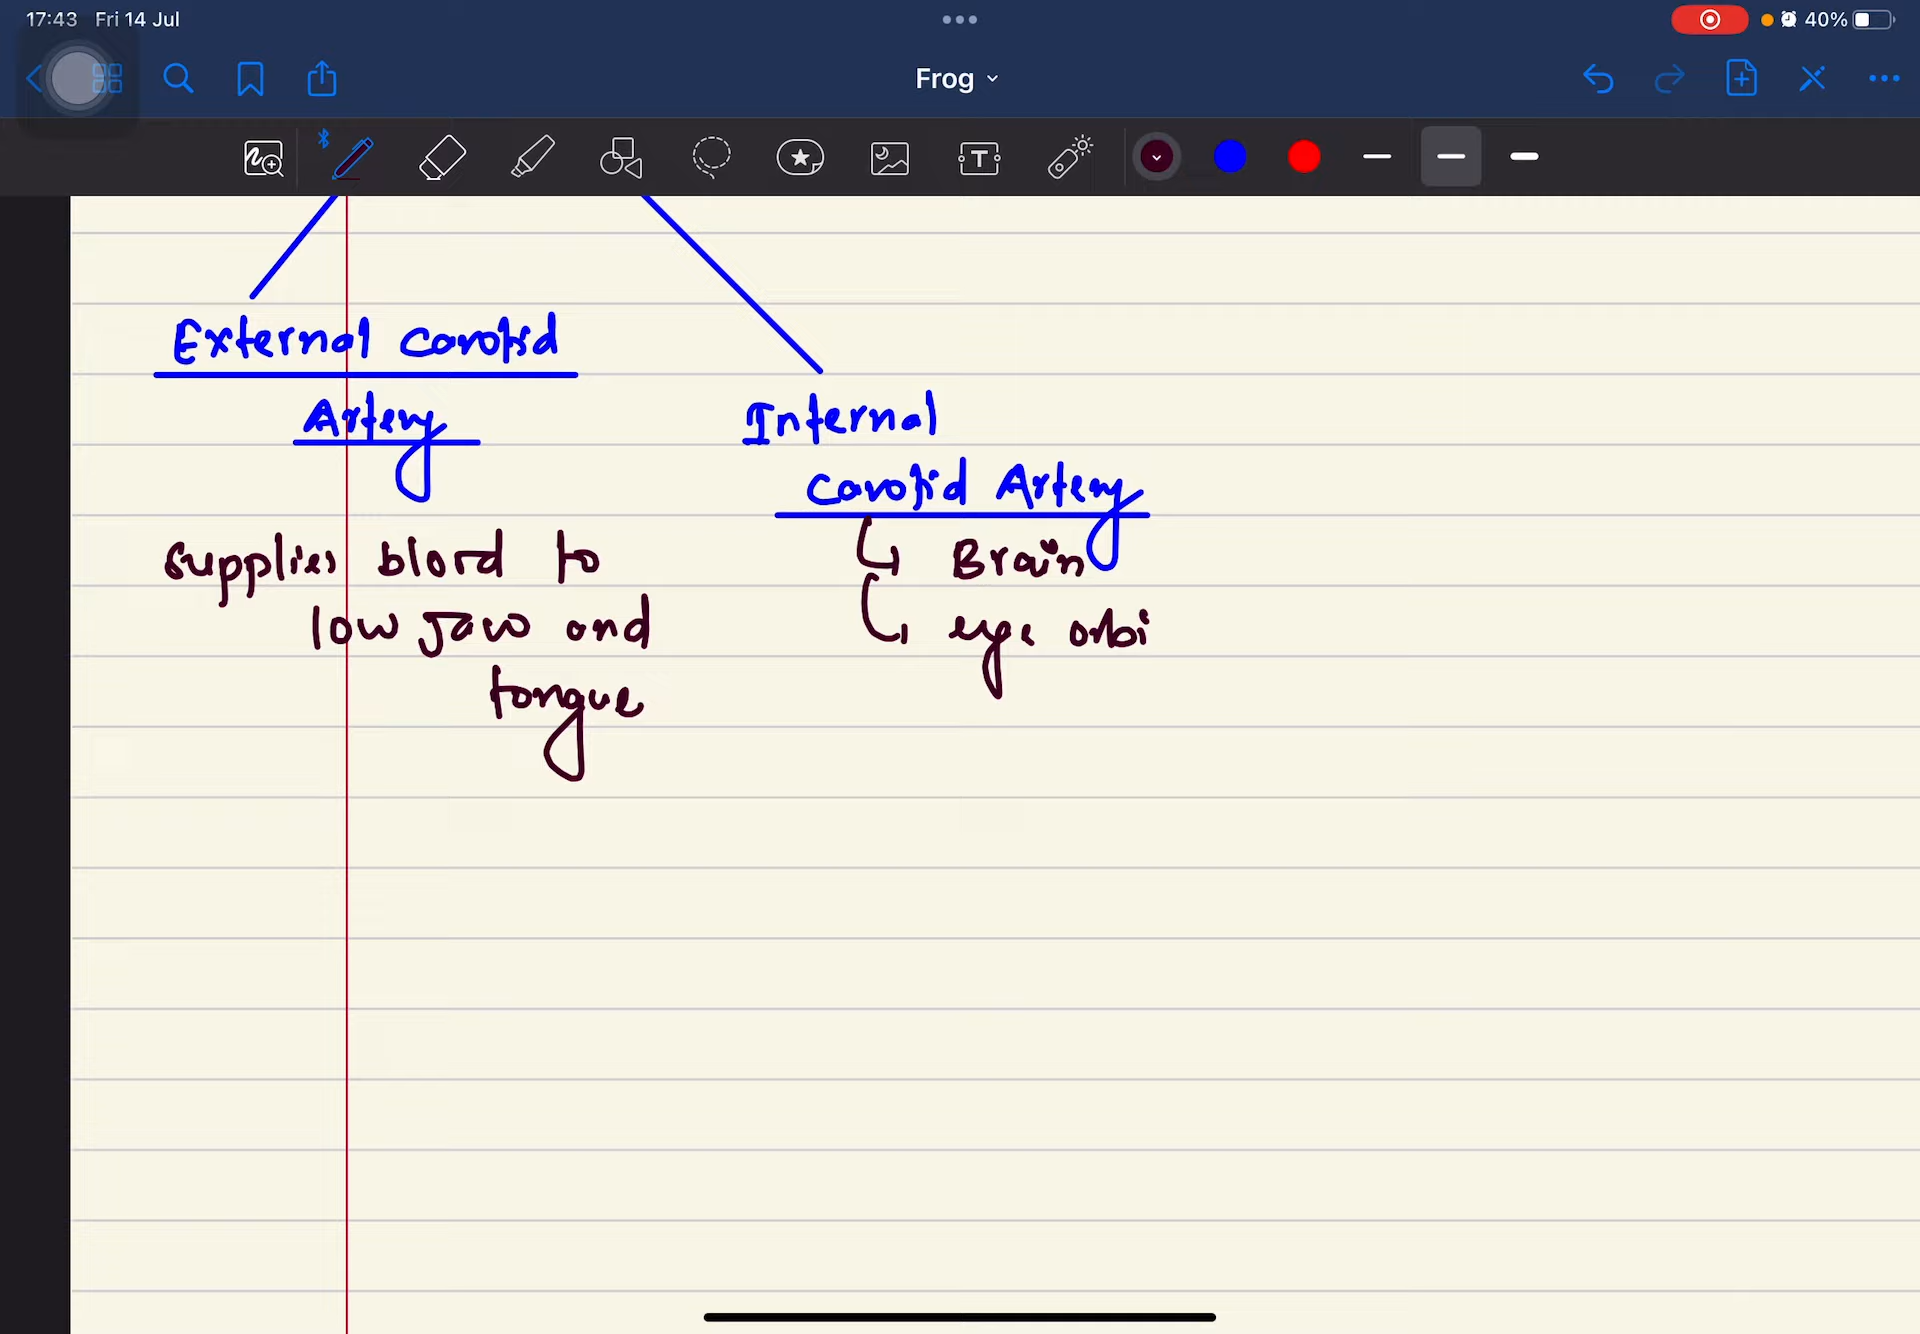 17:43 Fri 14 Jul
40%
Frog
T
External carotid
Artery
Internal
carotid Artery
supplies blood to
low jaw and
tongue
Brain
eye orbi